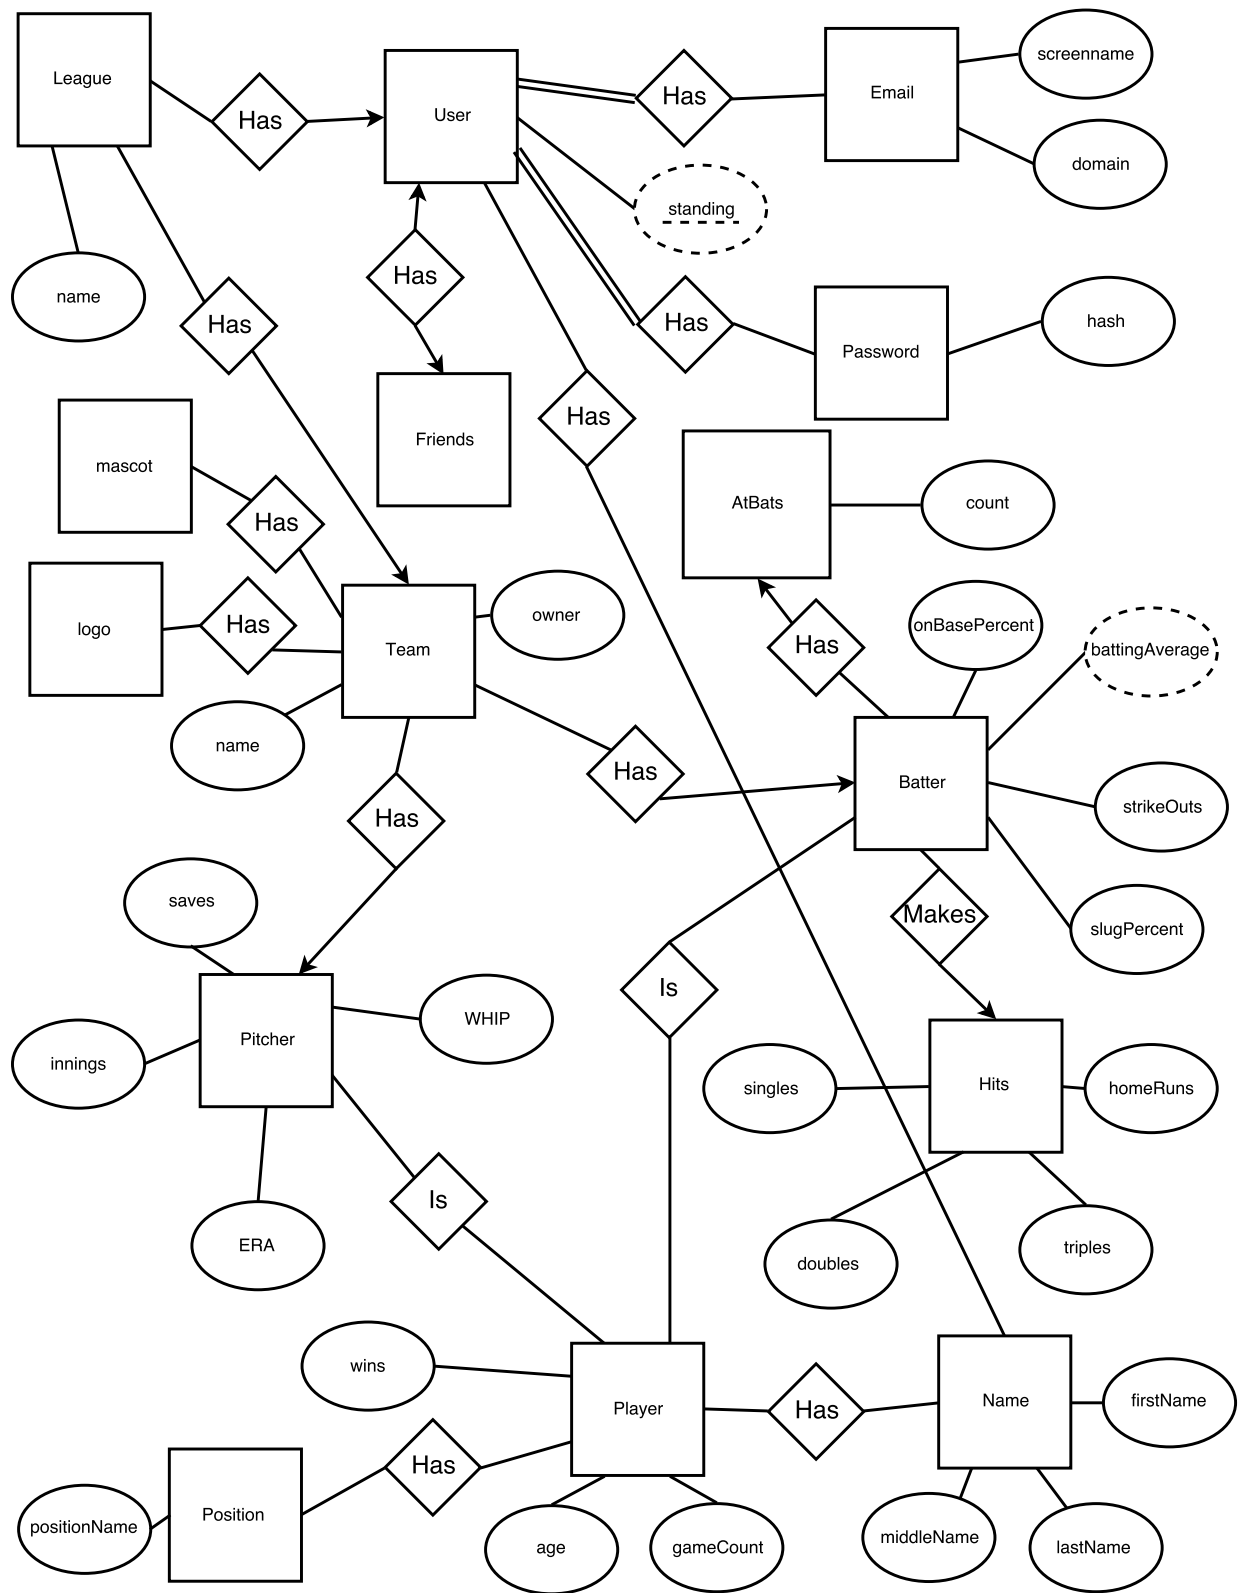 League
Has
User
Has
Email
screenname
domain
standing
name
Has
Has
Has
Password
hash
Friends
Has
mascot
Has
AtBats
count
logo
Has
Team
owner
Has
onBasePercent
battingAverage
name
Has
Batter
strikeOuts
Has
saves
Makes
slugPercent
Is
Pitcher
WHIP
innings
singles
Hits
homeRuns
Is
ERA
doubles
triples
wins
Player
Has
Name
firstName
Has
Position
positionName
age
gameCount
middleName
lastName